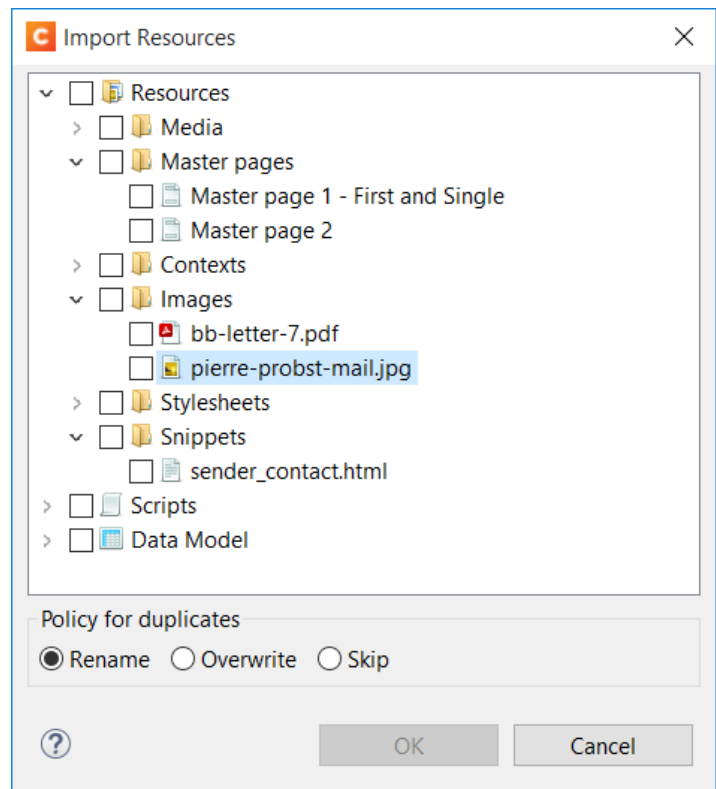 C Import Resources
Resources
Media
Master pages
Master page 1 - First and Single
Master page 2
Contexts
Images
bb-letter-7.pdf
pierre-probst-mail.jpg
Stylesheets
Snippets
sender_contact.html
Scripts
Data Model
Policy for duplicates
Rename Overwrite Skip
? OK Cancel